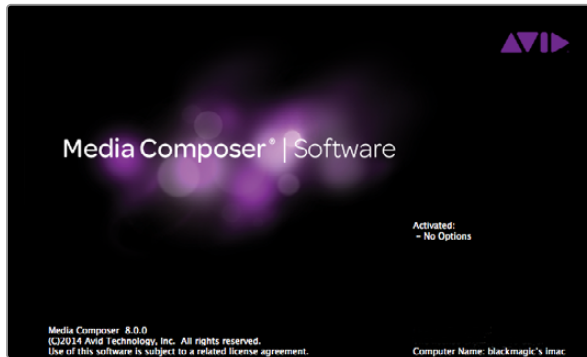 AVID
Media Composer® | Software
Activated:
- No Options
Media Composer 8.0.0
(C)2014 Avid Technology, Inc. All rights reserved.
Use of this software is subject to a related license agreement.
Computer Name: blackmagic's imac